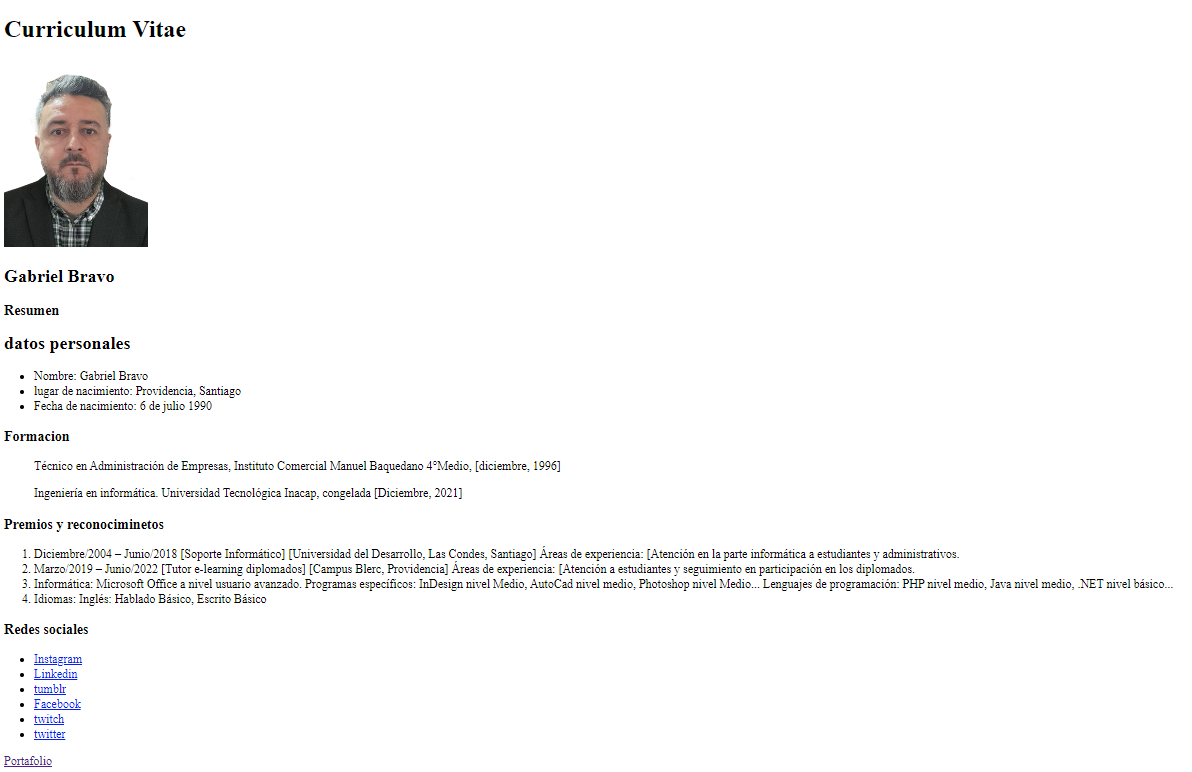 Curriculum Vitae
Gabriel Bravo
Resumen
datos personales
Nombre: Gabriel Bravo
lugar de nacimiento: Providencia, Santiago
Fecha de nacimiento: 6 de julio 1990
Formacion
Técnico en Administración de Empresas, Instituto Comercial Manuel Baquedano 4°Medio, [diciembre, 1996]
Ingeniería en informática. Universidad Tecnológica Inacap, congelada [Diciembre, 2021]
Premios y reconociminetos
1. Diciembre/2004 – Junio/2018 [Soporte Informático] [Universidad del Desarrollo, Las Condes, Santiago] Áreas de experiencia: [Atención en la parte informática a estudiantes y administrativos.
2. Marzo/2019 – Junio/2022 [Tutor e-learning diplomados] [Campus Blerc, Providencia] Áreas de experiencia: [Atención a estudiantes y seguimiento en participación en los diplomados.
3. Informática: Microsoft Office a nivel usuario avanzado. Programas específicos: InDesign nivel Medio, AutoCad nivel medio, Photoshop nivel Medio... Lenguajes de programación: PHP nivel medio, Java nivel medio, .NET nivel básico...
4. Idiomas: Inglés: Hablado Básico, Escrito Básico
Redes sociales
Instagram
Linkedin
tumblr
Facebook
twitch
twitter
Portafolio